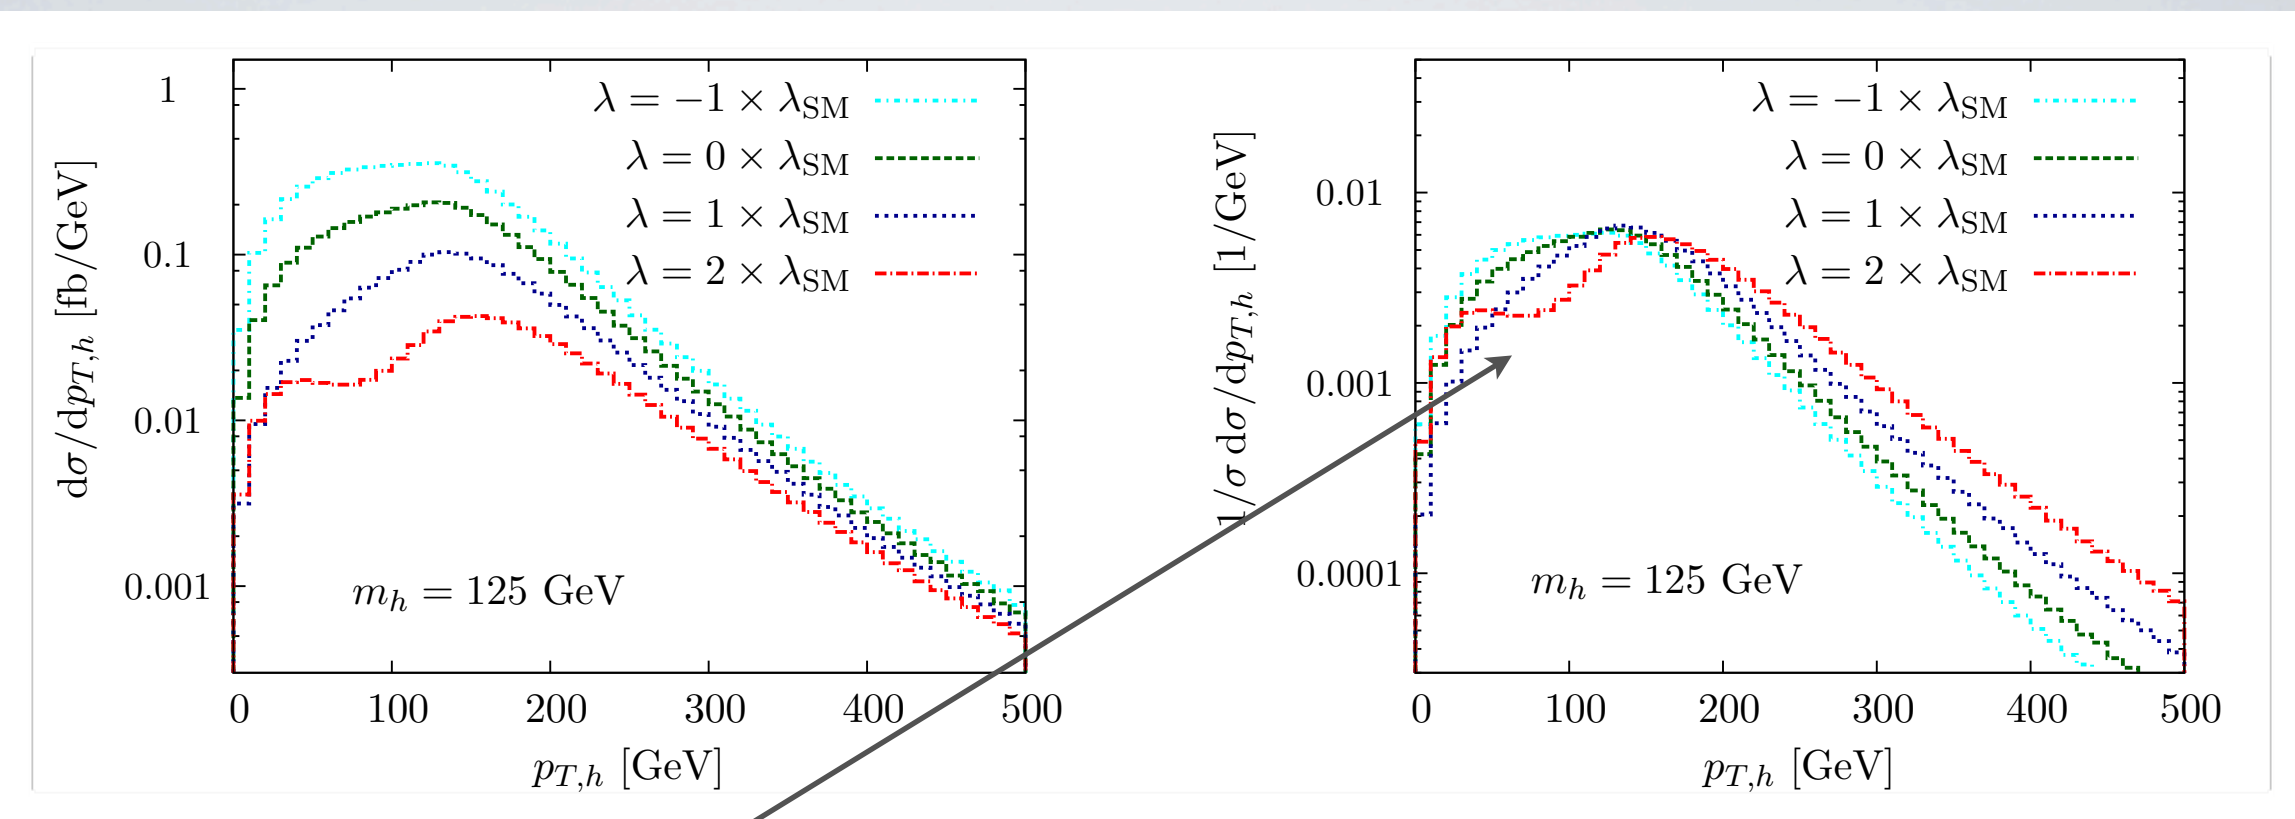 1
0.1
0.01
0.001
dσ/dp_{T,h} [fb/GeV]
λ = −1 × λ_SM
λ = 0 × λ_SM
λ = 1 × λ_SM
λ = 2 × λ_SM
m_h = 125 GeV
0 100 200 300 400 500
p_{T,h} [GeV]
0.01
0.001
0.0001
1/σ dσ/dp_{T,h} [1/GeV]
λ = −1 × λ_SM
λ = 0 × λ_SM
λ = 1 × λ_SM
λ = 2 × λ_SM
m_h = 125 GeV
0 100 200 300 400 500
p_{T,h} [GeV]